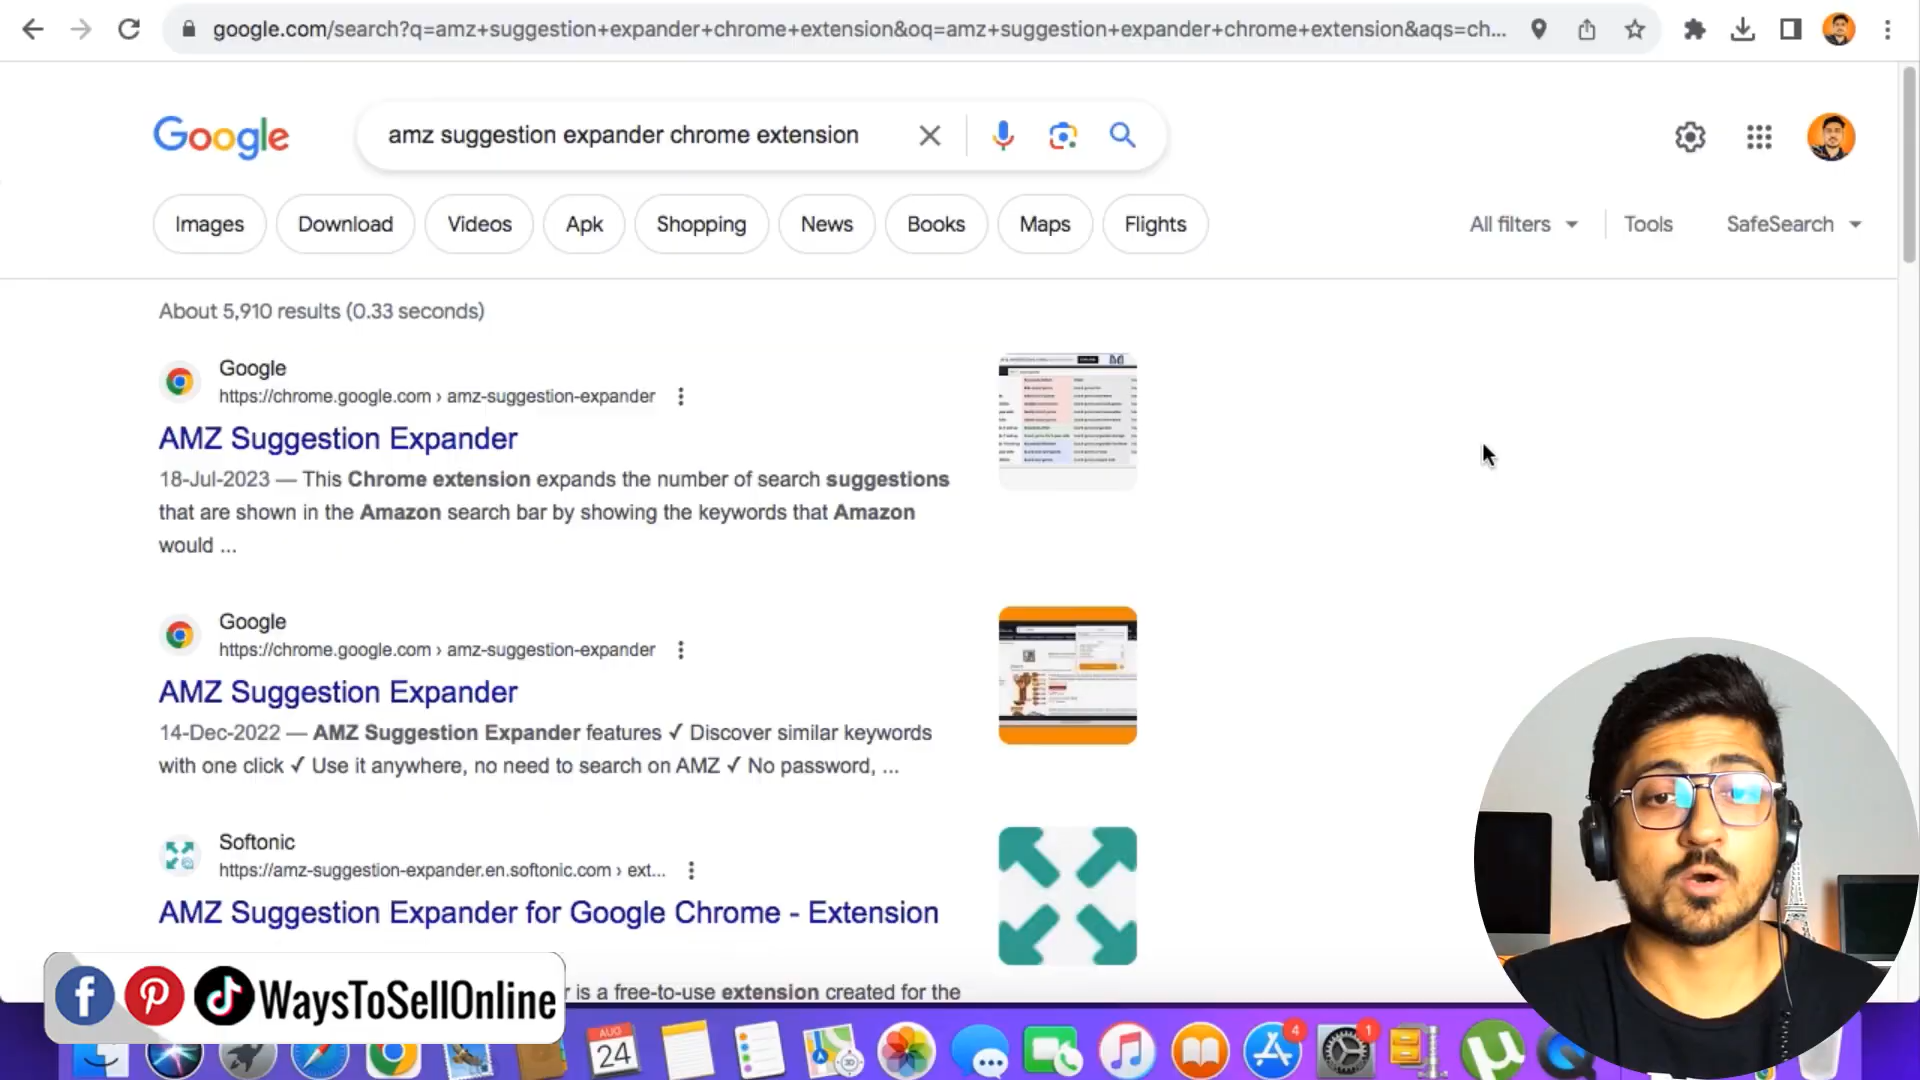 google.com/search?q=amz+suggestion+expander+chrome+extension&oq=amz+suggestion+expander+chrome+extension&aqs=ch...
Google
amz suggestion expander chrome extension
Images
Download
Videos
Apk
Shopping
News
Books
Maps
Flights
All filters
Tools
SafeSearch
About 5,910 results (0.33 seconds)
Google
https://chrome.google.com › amz-suggestion-expander
AMZ Suggestion Expander
18-Jul-2023 — This Chrome extension expands the number of search suggestions
that are shown in the Amazon search bar by showing the keywords that Amazon
would ...
Google
https://chrome.google.com › amz-suggestion-expander
AMZ Suggestion Expander
14-Dec-2022 — AMZ Suggestion Expander features ✓ Discover similar keywords
with one click ✓ Use it anywhere, no need to search on AMZ ✓ No password, ...
Softonic
https://amz-suggestion-expander.en.softonic.com › ext...
AMZ Suggestion Expander for Google Chrome - Extension
r is a free-to-use extension created for the
WaysToSellOnline
AUG
24
4
1